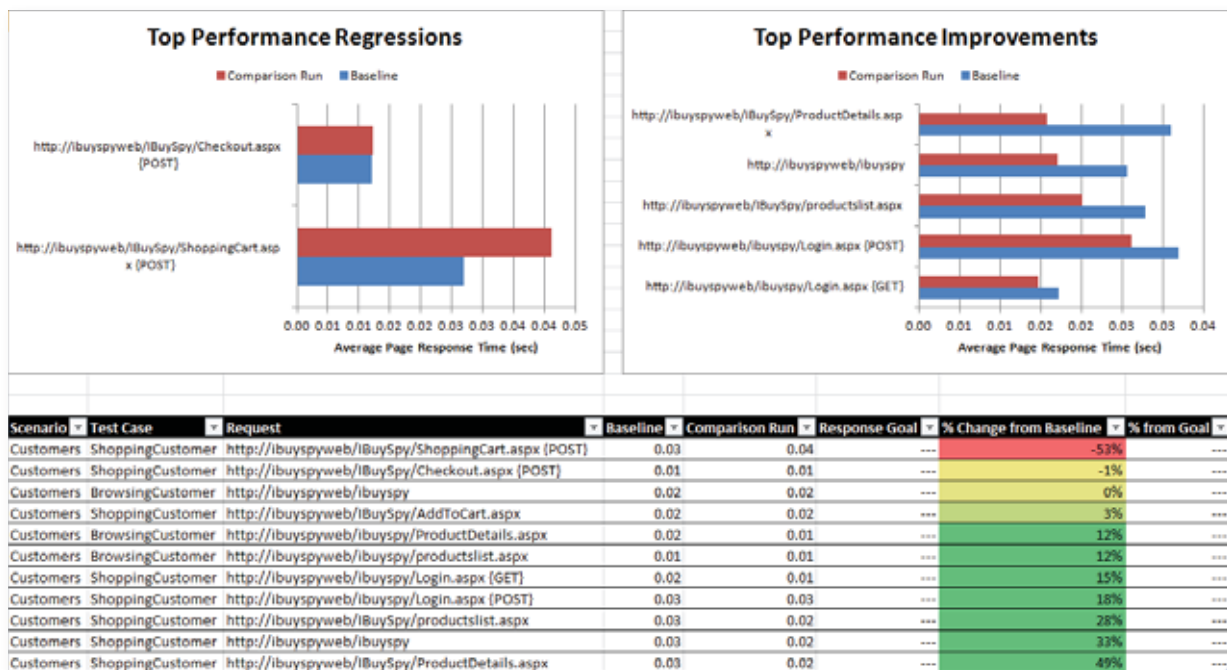 Top Performance Regressions
Comparison Run Baseline
http://ibuyspyweb/IBuySpy/Checkout.aspx
{POST}
http://ibuyspyweb/IBuySpy/ShoppingCart.asp
x {POST}
0.00 0.01 0.01 0.02 0.02 0.03 0.03 0.04 0.04 0.05
Average Page Response Time (sec)
Top Performance Improvements
Comparison Run Baseline
http://ibuyspyweb/IBuySpy/ProductDetails.asp
x
http://ibuyspyweb/ibuyspy
http://ibuyspyweb/IBuySpy/productslist.aspx
http://ibuyspyweb/ibuyspy/Login.aspx {POST}
http://ibuyspyweb/ibuyspy/Login.aspx {GET}
0.00 0.01 0.01 0.02 0.02 0.03 0.03 0.04
Average Page Response Time (sec)
Scenario Test Case Request Baseline Comparison Run Response Goal % Change from Baseline % from Goal
Customers ShoppingCustomer http://ibuyspyweb/IBuySpy/ShoppingCart.aspx {POST} 0.03 0.04 --- -53% ---
Customers ShoppingCustomer http://ibuyspyweb/IBuySpy/Checkout.aspx {POST} 0.01 0.01 --- -1% ---
Customers BrowsingCustomer http://ibuyspyweb/ibuyspy 0.02 0.02 --- 0% ---
Customers ShoppingCustomer http://ibuyspyweb/IBuySpy/AddToCart.aspx 0.02 0.02 --- 3% ---
Customers BrowsingCustomer http://ibuyspyweb/ibuyspy/ProductDetails.aspx 0.02 0.01 --- 12% ---
Customers BrowsingCustomer http://ibuyspyweb/ibuyspy/productslist.aspx 0.01 0.01 --- 12% ---
Customers ShoppingCustomer http://ibuyspyweb/ibuyspy/Login.aspx {GET} 0.02 0.01 --- 15% ---
Customers ShoppingCustomer http://ibuyspyweb/ibuyspy/Login.aspx {POST} 0.03 0.03 --- 18% ---
Customers ShoppingCustomer http://ibuyspyweb/IBuySpy/productslist.aspx 0.03 0.02 --- 28% ---
Customers ShoppingCustomer http://ibuyspyweb/ibuyspy 0.03 0.02 --- 33% ---
Customers ShoppingCustomer http://ibuyspyweb/IBuySpy/ProductDetails.aspx 0.03 0.02 --- 49% ---